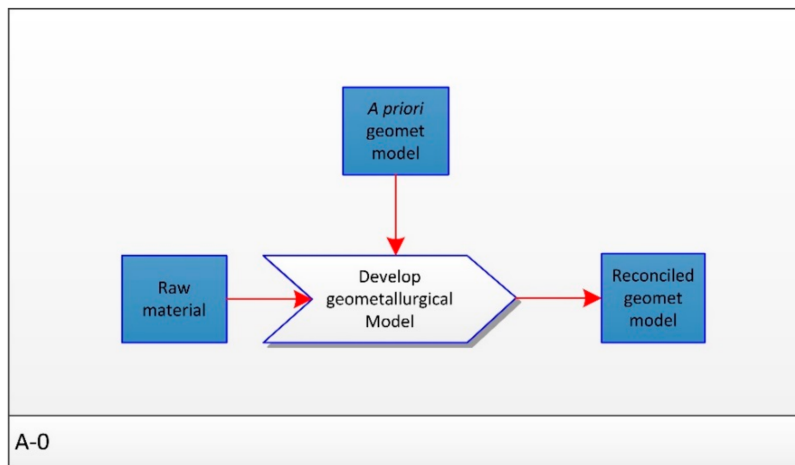 A priori
geomet
model
Raw
material
Develop
geometallurgical
Model
Reconciled
geomet
model
A-0